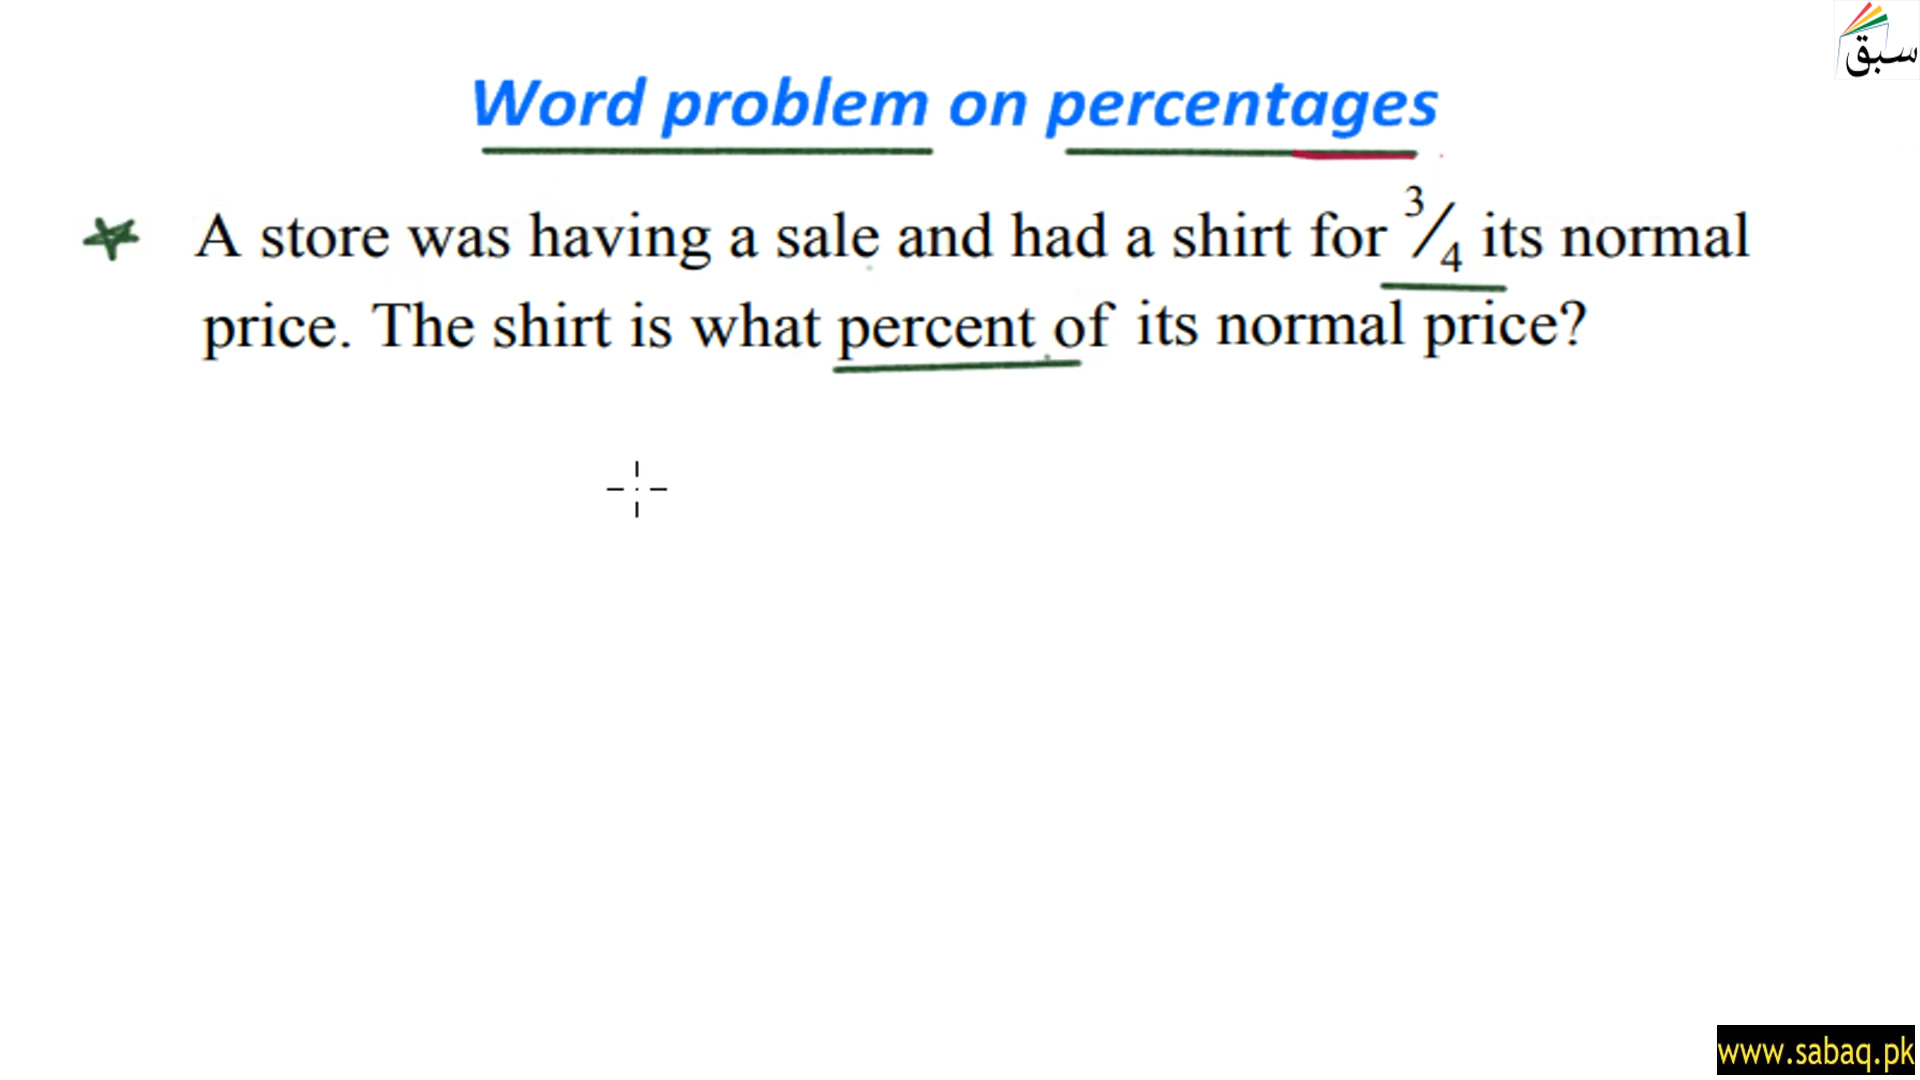 سبق
Word problem on percentages
A store was having a sale and had a shirt for 3/4 its normal
price. The shirt is what percent of its normal price?
www.sabaq.pk